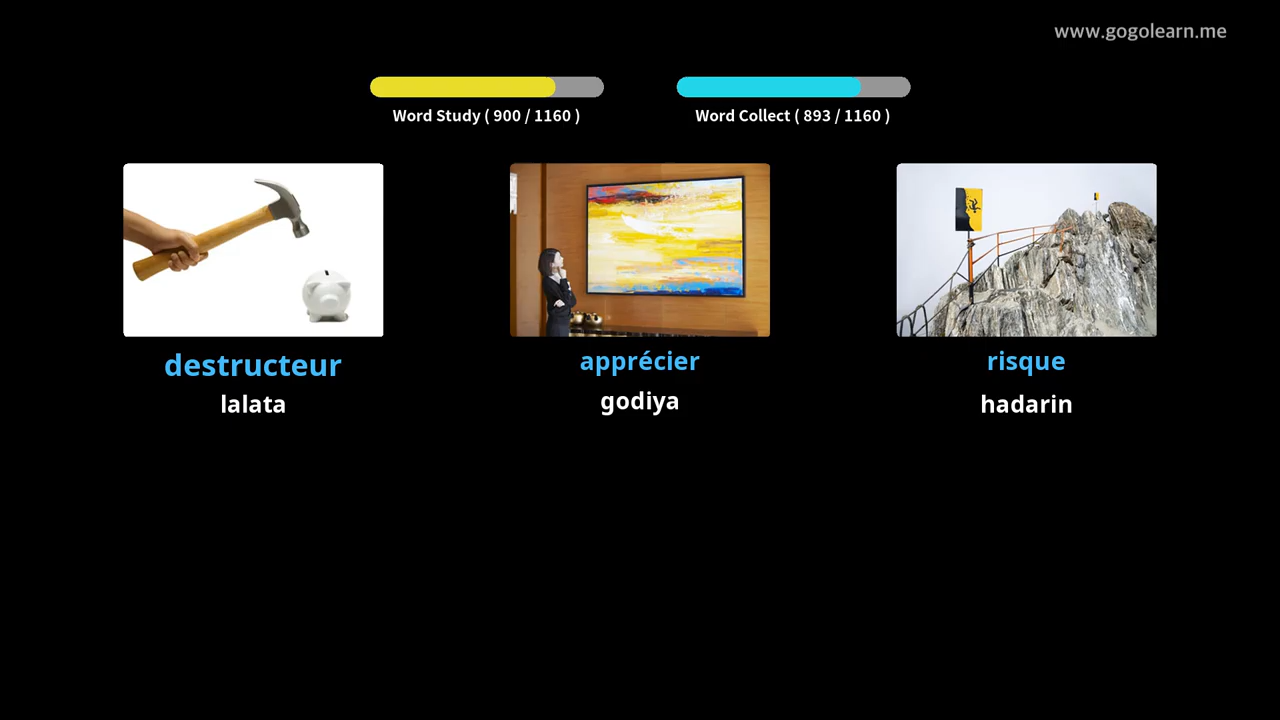 www.gogolearn.me
Word Study ( 900 / 1160 )
Word Collect ( 893 / 1160 )
destructeur
lalata
apprécier
godiya
risque
hadarin